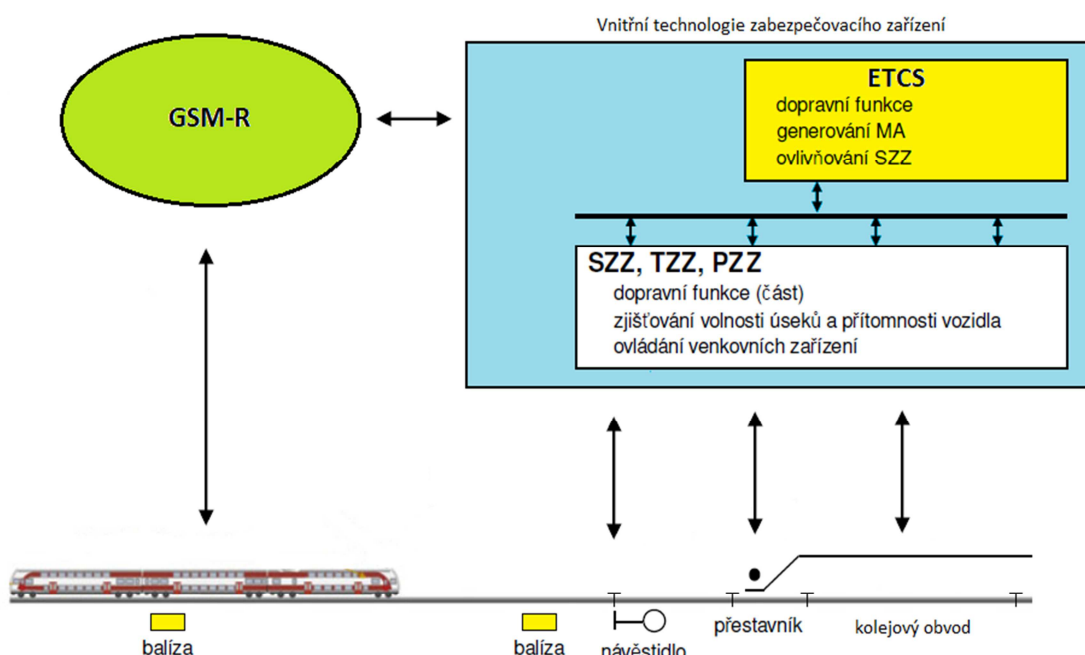 Vnitřní technologie zabezpečovacího zařízení
GSM-R
ETCS
dopravní funkce
generování MA
ovlivňování SZZ
SZZ, TZZ, PZZ
dopravní funkce (část)
zjišťování volnosti úseků a přítomnosti vozidla
ovládání venkovních zařízení
balíza
balíza
návěstidlo
přestavník
kolejový obvod